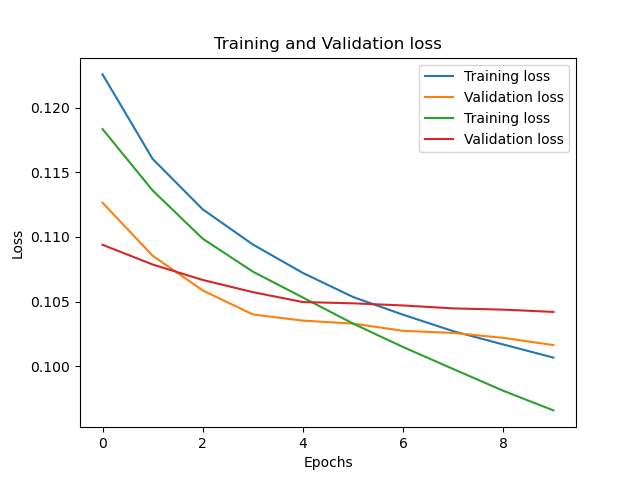 Training and Validation loss
Training loss
Validation loss
Training loss
Validation loss
0.120
0.115
0.110
0.105
0.100
Loss
0 2 4 6 8
Epochs